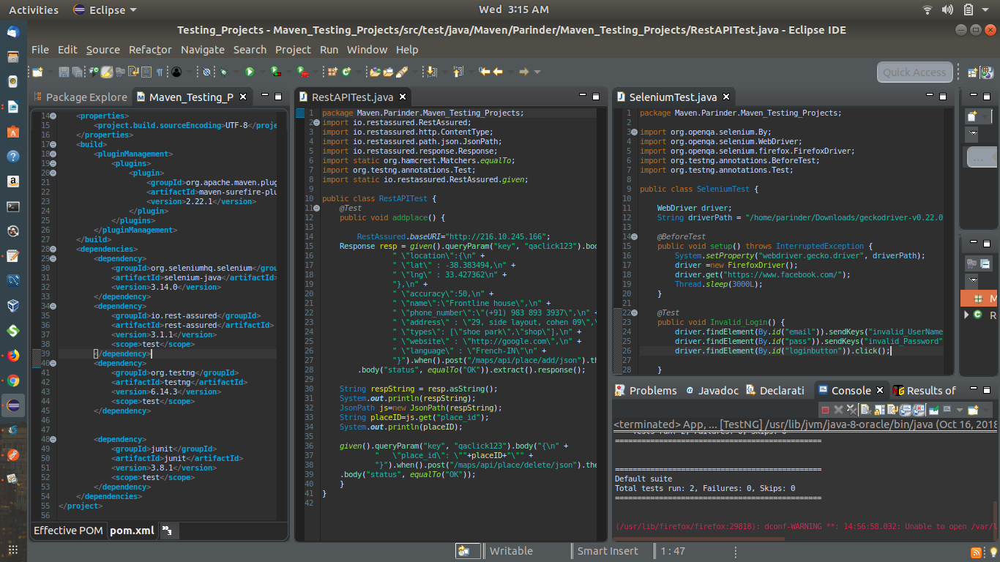 Activities Eclipse Wed 3:15 AM
Testing_Projects - Maven_Testing_Projects/src/test/java/Maven/Parinder/Maven_Testing_Projects/RestAPITest.java - Eclipse IDE
File Edit Source Refactor Navigate Search Project Run Window Help
Quick Access
Package Explore Maven_Testing_P
14 <properties>
15 <project.build.sourceEncoding>UTF-8</proje
16 </properties>
17 <build>
18 <pluginManagement>
19 <plugins>
20 <plugin>
21 <groupId>org.apache.maven.plug
22 <artifactId>maven-surefire-plu
23 <version>2.22.1</version>
24 </plugin>
25 </plugins>
26 </pluginManagement>
27 </build>
28 <dependencies>
29 <dependency>
30 <groupId>org.seleniumhq.selenium</grou
31 <artifactId>selenium-java</artifactId>
32 <version>3.14.0</version>
33 </dependency>
34 <dependency>
35 <groupId>io.rest-assured</groupId>
36 <artifactId>rest-assured</artifactId>
37 <version>3.1.1</version>
38 <scope>test</scope>
39 </dependency>
40 <dependency>
41 <groupId>org.testng</groupId>
42 <artifactId>testng</artifactId>
43 <version>6.14.3</version>
44 <scope>test</scope>
45 </dependency>
46
47
48 <dependency>
49 <groupId>junit</groupId>
50 <artifactId>junit</artifactId>
51 <version>3.8.1</version>
52 <scope>test</scope>
53 </dependency>
54 </dependencies>
55 </project>
56
Effective POM pom.xml
RestAPITest.java
1 package Maven.Parinder.Maven_Testing_Projects;
2 import io.restassured.RestAssured;
3 import io.restassured.http.ContentType;
4 import io.restassured.path.json.JsonPath;
5 import io.restassured.response.Response;
6 import static org.hamcrest.Matchers.equalTo;
7 import org.testng.annotations.Test;
8 import static io.restassured.RestAssured.given;
9
10 public class RestAPITest {
11 @Test
12 public void addplace() {
13
14 RestAssured.baseURI="http://216.10.245.166";
15 Response resp = given().queryParam("key", "qaclick123").bod
16 " \"location\":{\n" +
17 " \"lat\" : -38.383494,\n" +
18 " \"lng\" : 33.427362\n" +
19 "},\n" +
20 " \"accuracy\":50,\n" +
21 " \"name\":\"Frontline house\",\n" +
22 " \"phone_number\":\"(+91) 983 893 3937\",\n" +
23 " \"address\" : \"29, side layout, cohen 09\",\
24 " \"types\": [\"shoe park\",\"shop\"],\n" +
25 " \"website\" : \"http://google.com\",\n" +
26 " \"language\" : \"French-IN\"\n" +
27 "}").when().post("/maps/api/place/add/json").th
28 .body("status", equalTo("OK")).extract().response();
29
30 String respString = resp.asString();
31 System.out.println(respString);
32 JsonPath js=new JsonPath(respString);
33 String placeID=js.get("place_id");
34 System.out.println(placeID);
35
36 given().queryParam("key", "qaclick123").body("{\n" +
37 " \"place_id\": \""+placeID+"\"" +
38 "}").when().post("/maps/api/place/delete/json").the
39 .body("status", equalTo("OK"));
40 }
41 }
42
SeleniumTest.java
1 package Maven.Parinder.Maven_Testing_Projects;
2
3 import org.openqa.selenium.By;
4 import org.openqa.selenium.WebDriver;
5 import org.openqa.selenium.firefox.FirefoxDriver;
6 import org.testng.annotations.BeforeTest;
7 import org.testng.annotations.Test;
8
9 public class SeleniumTest {
10
11 WebDriver driver;
12 String driverPath = "/home/parinder/Downloads/geckodriver-v0.22.0
13
14 @BeforeTest
15 public void setup() throws InterruptedException {
16 System.setProperty("webdriver.gecko.driver", driverPath);
17 driver =new FirefoxDriver();
18 driver.get("https://www.facebook.com/");
19 Thread.sleep(3000L);
20 }
21
22 @Test
23 public void Invalid_Login() {
24 driver.findElement(By.id("email")).sendKeys("invalid_UserName
25 driver.findElement(By.id("pass")).sendKeys("invalid_Password"
26 driver.findElement(By.id("loginbutton")).click();
27
28 }
...
M
R
Problems Javadoc Declarati Console Results of
<terminated> App, ... [TestNG] /usr/lib/jvm/java-8-oracle/bin/java (Oct 16, 2018
Tests run: 2, Failures: 0, Skips: 0
===============================================
===============================================
Default suite
Total tests run: 2, Failures: 0, Skips: 0
===============================================
(/usr/lib/firefox/firefox:29818): dconf-WARNING **: 14:56:58.032: Unable to open /var/l
Writable Smart Insert 1 : 47